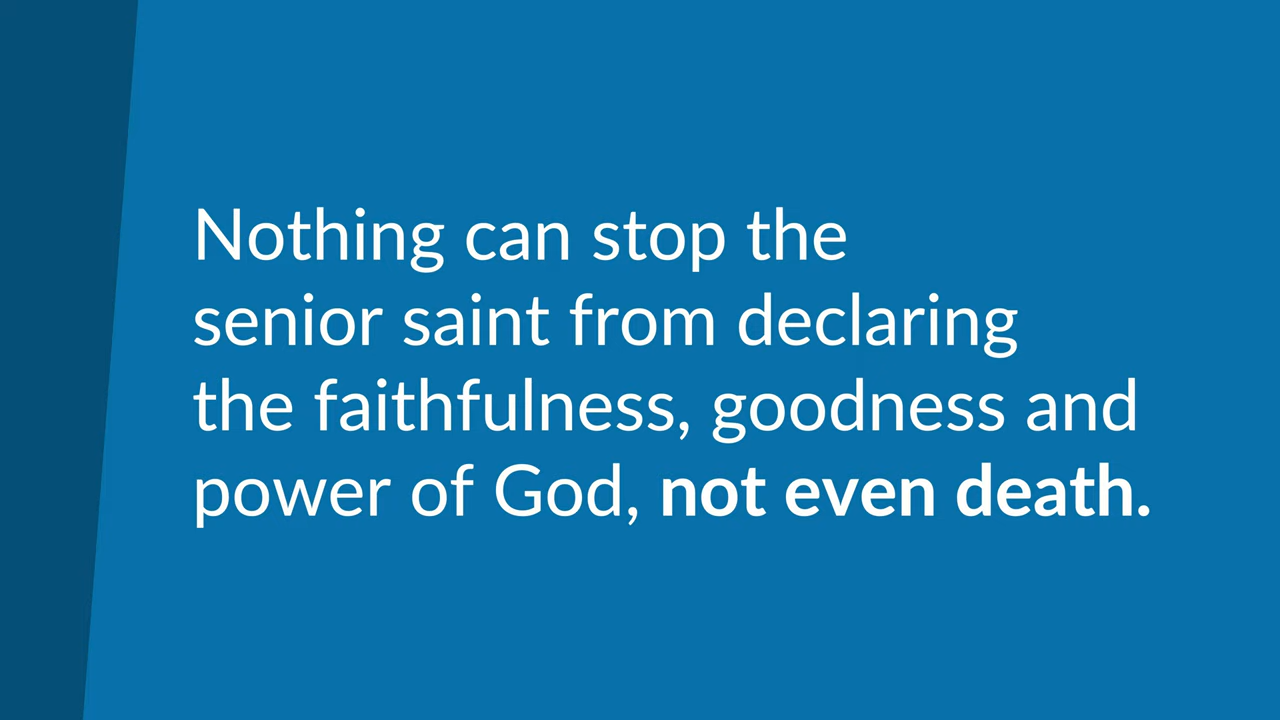 Nothing can stop the
senior saint from declaring
the faithfulness, goodness and
power of God, not even death.